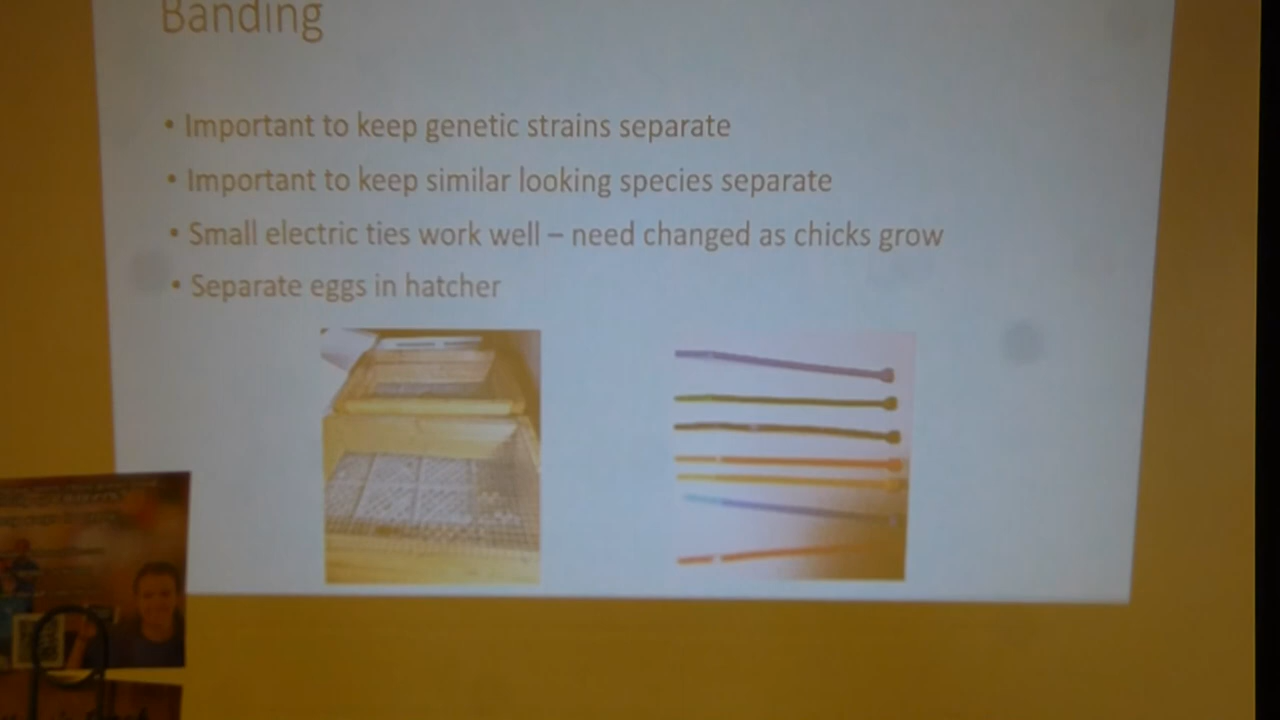 Banding
• Important to keep genetic strains separate
• Important to keep similar looking species separate
• Small electric ties work well – need changed as chicks grow
• Separate eggs in hatcher